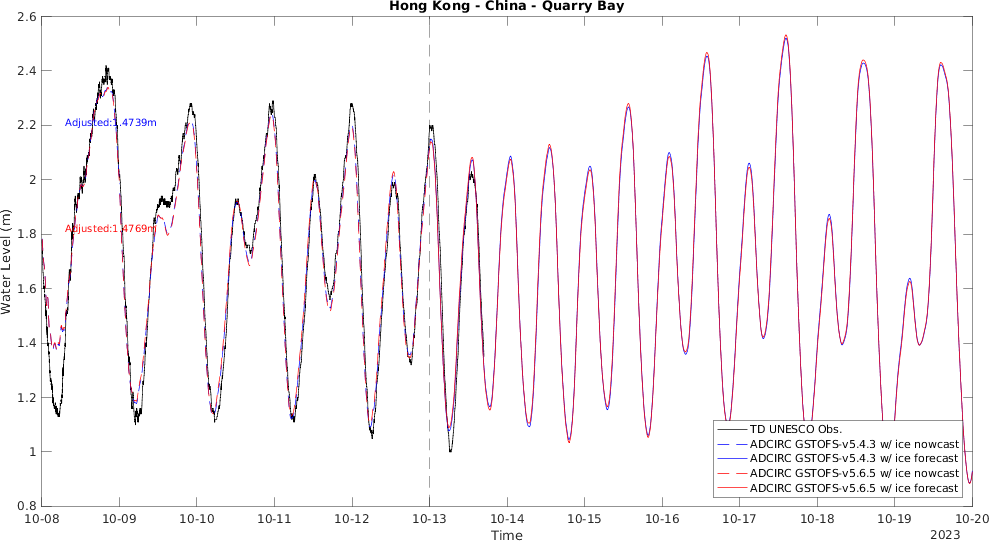 Hong Kong - China - Quarry Bay
Water Level (m)
2.6
2.4
2.2
2
1.8
1.6
1.4
1.2
1
0.8
Adjusted:1.4739m
Adjusted:1.4769m
TD UNESCO Obs.
ADCIRC GSTOFS-v5.4.3 w/ ice nowcast
ADCIRC GSTOFS-v5.4.3 w/ ice forecast
ADCIRC GSTOFS-v5.6.5 w/ ice nowcast
ADCIRC GSTOFS-v5.6.5 w/ ice forecast
10-08 10-09 10-10 10-11 10-12 10-13 10-14 10-15 10-16 10-17 10-18 10-19 10-20
Time
2023